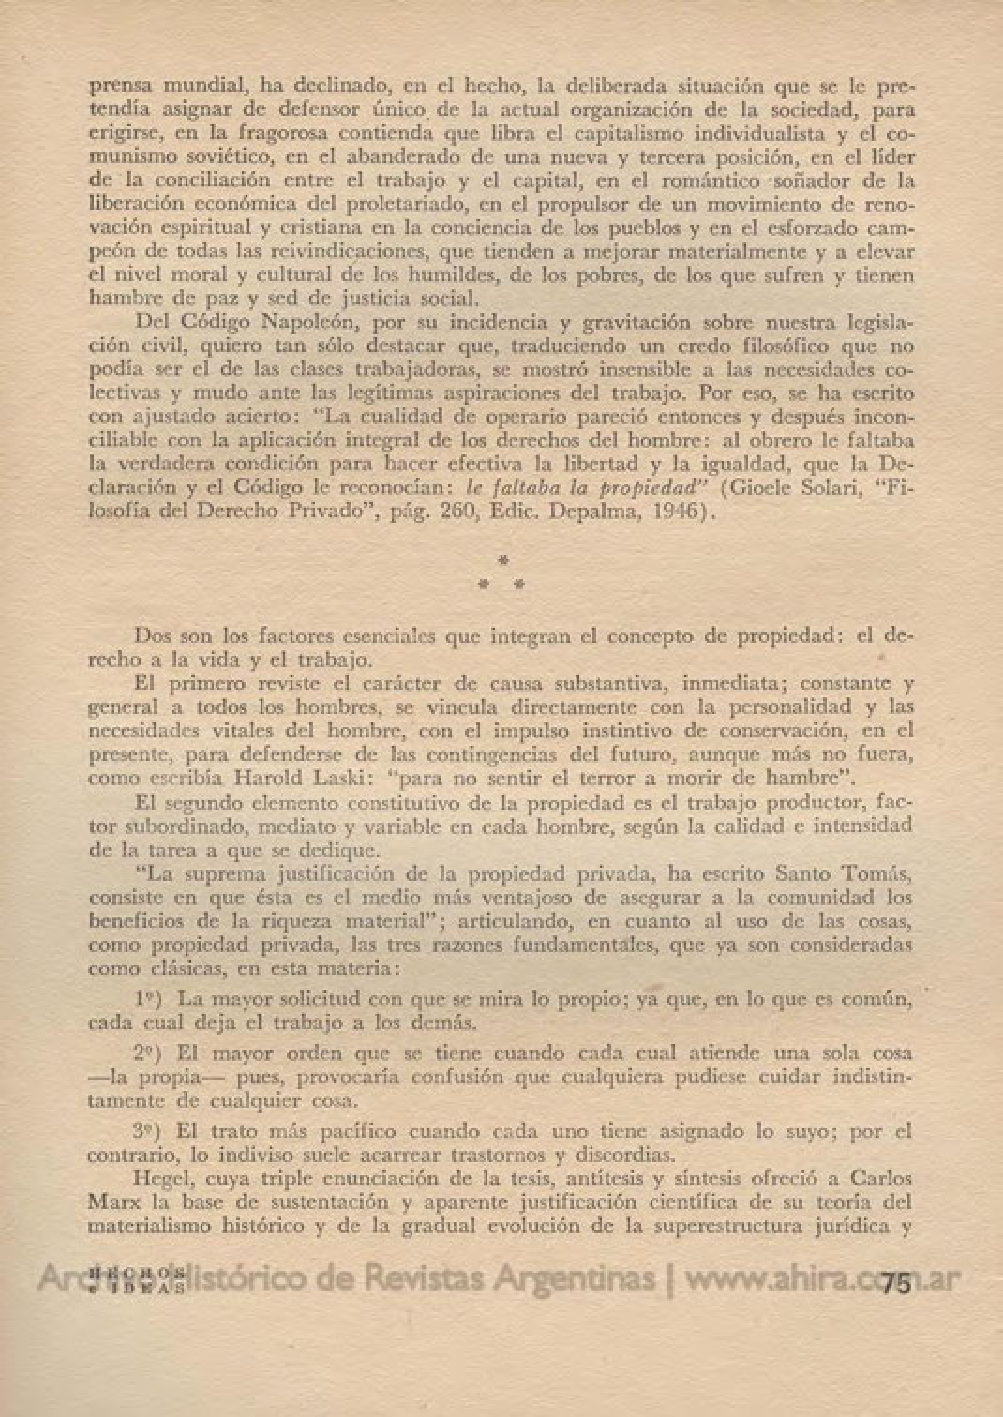 prensa mundial, ha declinado, en el hecho, la deliberada situación que se le pre-
tendía asignar de defensor único de la actual organización de la sociedad, para
erigirse, en la fragorosa contienda que libra el capitalismo individualista y el co-
munismo soviético, en el abanderado de una nueva y tercera posición, en el líder
de la conciliación entre el trabajo y el capital, en el romántico soñador de la
liberación económica del proletariado, en el propulsor de un movimiento de reno-
vación espiritual y cristiana en la conciencia de los pueblos y en el esforzado cam-
peón de todas las reivindicaciones, que tienden a mejorar materialmente y a elevar
el nivel moral y cultural de los humildes, de los pobres, de los que sufren y tienen
hambre de paz y sed de justicia social.
Del Código Napoleón, por su incidencia y gravitación sobre nuestra legisla-
ción civil, quiero tan sólo destacar que, traduciendo un credo filosófico que no
podía ser el de las clases trabajadoras, se mostró insensible a las necesidades co-
lectivas y mudo ante las legítimas aspiraciones del trabajo. Por eso, se ha escrito
con ajustado acierto: “La cualidad de operario pareció entonces y después incon-
ciliable con la aplicación integral de los derechos del hombre: al obrero le faltaba
la verdadera condición para hacer efectiva la libertad y la igualdad, que la De-
claración y el Código le reconocían: le faltaba la propiedad” (Gioele Solari, “Fi-
losofía del Derecho Privado”, pág. 260, Edic. Depalma, 1946).
*
* *
Dos son los factores esenciales que integran el concepto de propiedad: el de-
recho a la vida y el trabajo.
El primero reviste el carácter de causa substantiva, inmediata; constante y
general a todos los hombres, se vincula directamente con la personalidad y las
necesidades vitales del hombre, con el impulso instintivo de conservación, en el
presente, para defenderse de las contingencias del futuro, aunque más no fuera,
como escribía Harold Laski: “para no sentir el terror a morir de hambre”.
El segundo elemento constitutivo de la propiedad es el trabajo productor, fac-
tor subordinado, mediato y variable en cada hombre, según la calidad e intensidad
de la tarea a que se dedique.
“La suprema justificación de la propiedad privada, ha escrito Santo Tomás,
consiste en que ésta es el medio más ventajoso de asegurar a la comunidad los
beneficios de la riqueza material”; articulando, en cuanto al uso de las cosas,
como propiedad privada, las tres razones fundamentales, que ya son consideradas
como clásicas, en esta materia:
1º) La mayor solicitud con que se mira lo propio; ya que, en lo que es común,
cada cual deja el trabajo a los demás.
2º) El mayor orden que se tiene cuando cada cual atiende una sola cosa
—la propia— pues, provocaría confusión que cualquiera pudiese cuidar indistin-
tamente de cualquier cosa.
3º) El trato más pacífico cuando cada uno tiene asignado lo suyo; por el
contrario, lo indiviso suele acarrear trastornos y discordias.
Hegel, cuya triple enunciación de la tesis, antítesis y síntesis ofreció a Carlos
Marx la base de sustentación y aparente justificación científica de su teoría del
materialismo histórico y de la gradual evolución de la superestructura jurídica y
HECHOS
e IDEAS
75
Archivo Histórico de Revistas Argentinas | www.ahira.com.ar